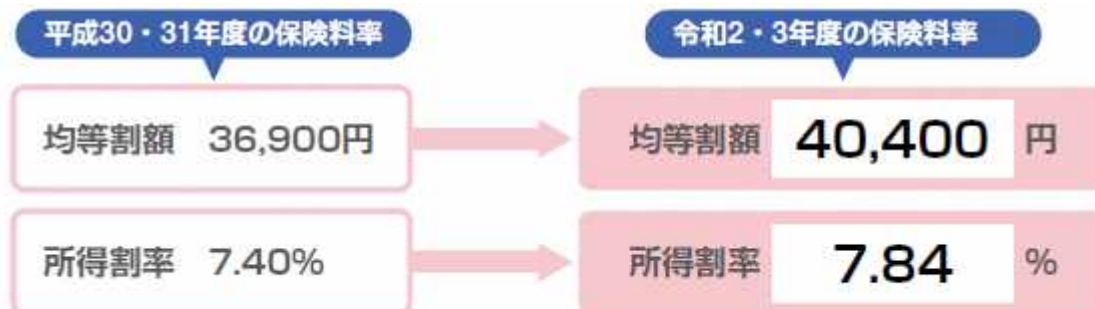 平成30・31年度の保険料率
令和2・3年度の保険料率
均等割額 36,900円
均等割額 40,400 円
所得割率 7.40%
所得割率 7.84 %